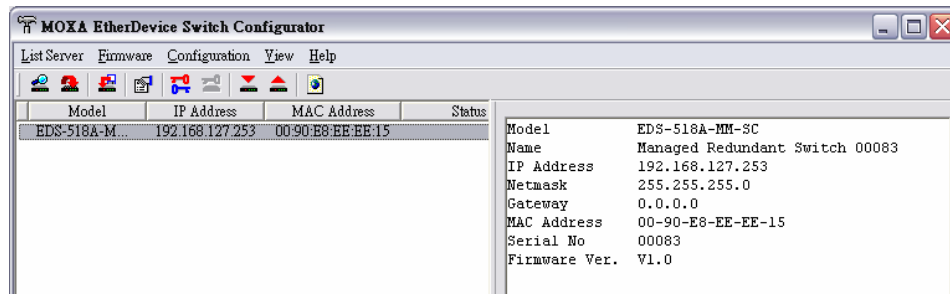 MOXA EtherDevice Switch Configurator
List Server Firmware Configuration View Help
Model IP Address MAC Address Status
EDS-518A-M... 192.168.127.253 00:90:E8:EE:EE:15
Model EDS-518A-MM-SC
Name Managed Redundant Switch 00083
IP Address 192.168.127.253
Netmask 255.255.255.0
Gateway 0.0.0.0
MAC Address 00-90-E8-EE-EE-15
Serial No 00083
Firmware Ver. V1.0